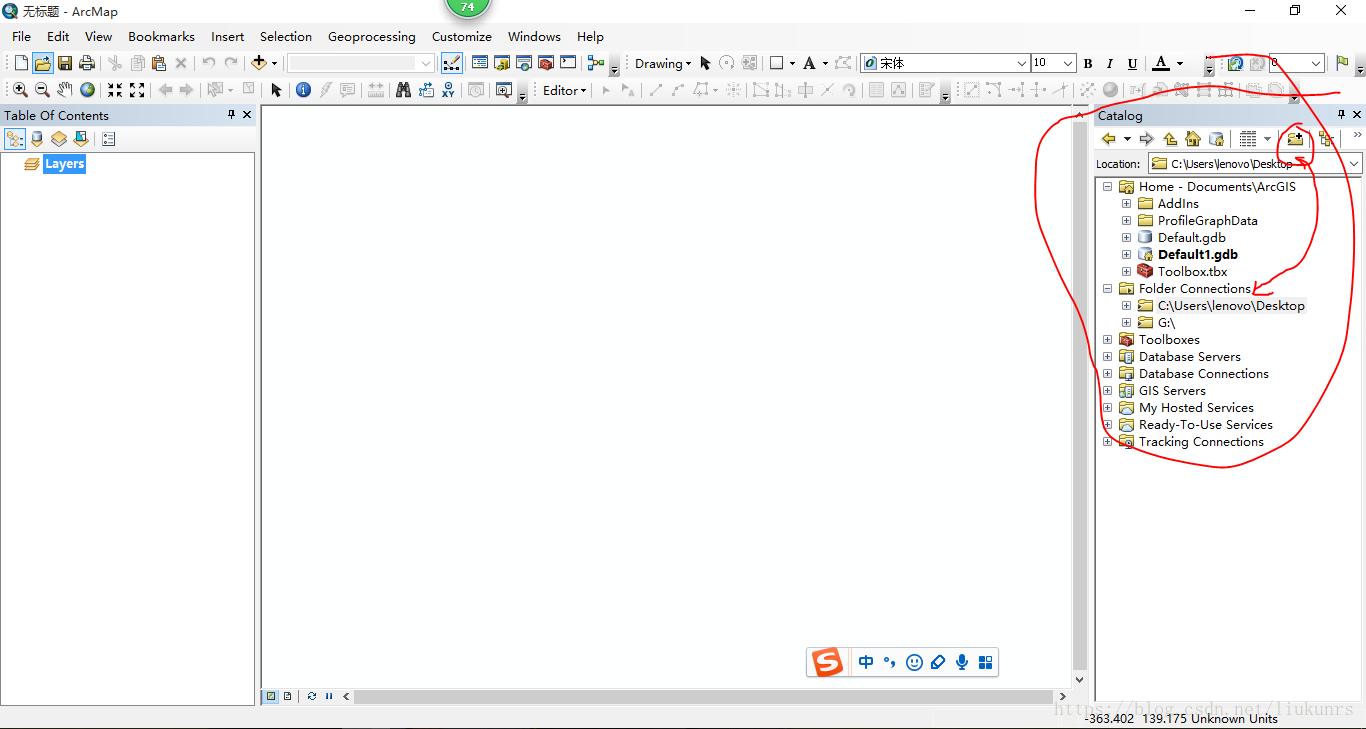 无标题 - ArcMap
74
File Edit View Bookmarks Insert Selection Geoprocessing Customize Windows Help
Drawing 宋体 10 B I U A
Editor
Table Of Contents
Layers
Catalog
Location: C:\Users\lenovo\Desktop
Home - Documents\ArcGIS
AddIns
ProfileGraphData
Default.gdb
Default1.gdb
Toolbox.tbx
Folder Connections
C:\Users\lenovo\Desktop
G:\
Toolboxes
Database Servers
Database Connections
GIS Servers
My Hosted Services
Ready-To-Use Services
Tracking Connections
S 中
https://blog.csdn.net/liukunrs
-363.402 139.175 Unknown Units